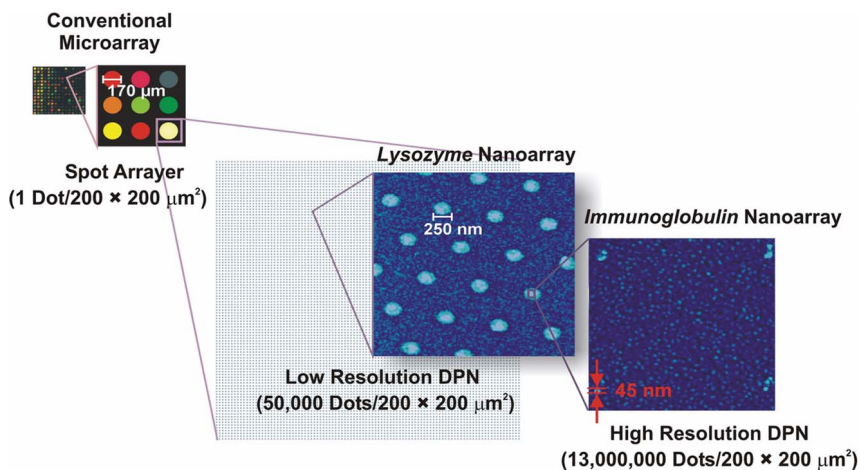 Conventional
Microarray
170 μm
Spot Arrayer
(1 Dot/200 × 200 μm²)
Lysozyme Nanoarray
250 nm
Low Resolution DPN
(50,000 Dots/200 × 200 μm²)
Immunoglobulin Nanoarray
45 nm
High Resolution DPN
(13,000,000 Dots/200 × 200 μm²)